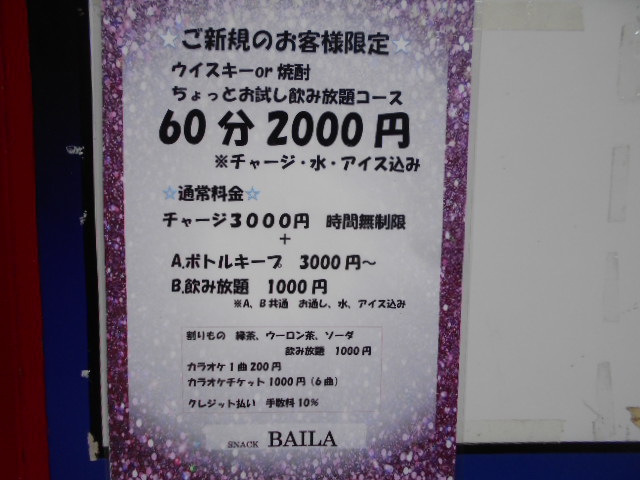 ☆ご新規のお客様限定☆
ウイスキーor焼酎
ちょっとお試し飲み放題コース
60分2000円
※チャージ・水・アイス込み
☆通常料金☆
チャージ3000円 時間無制限
+
A.ボトルキープ 3000円~
B.飲み放題 1000円
※A、B共通 お通し、水、アイス込み
割りもの 緑茶、ウーロン茶、ソーダ
飲み放題 1000円
カラオケ1曲200円
カラオケチケット1000円(6曲)
クレジット払い 手数料10%
SNACK BAILA